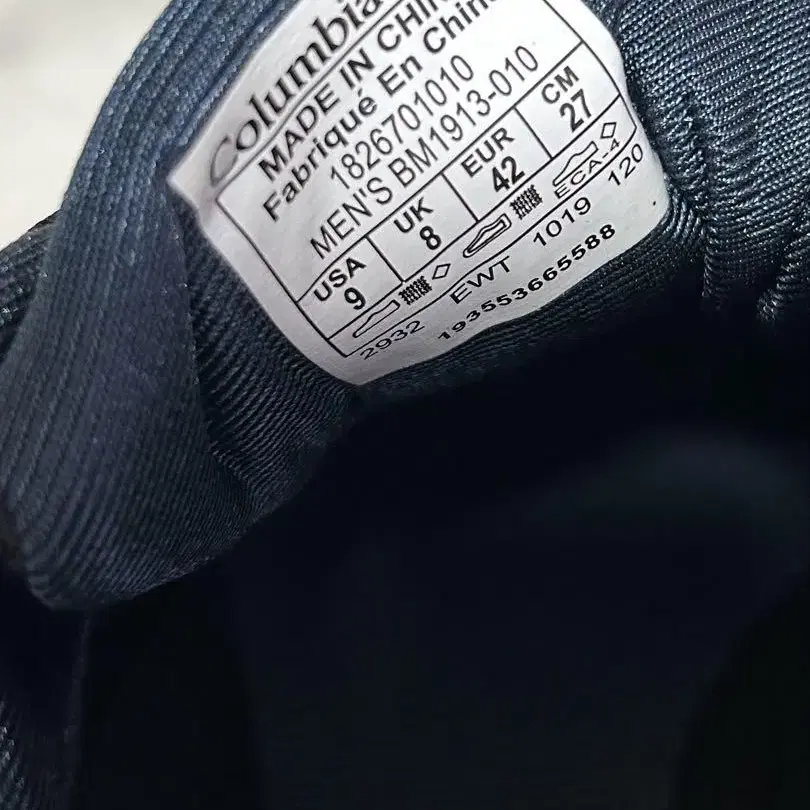 Columbia
MADE IN CHINA
Fabriqué En Chine
1826701010
MEN'S BM1913-010
USA UK EUR CM
9 8 42 27
ECA-4
2932 EWT 1019 120
193553665588